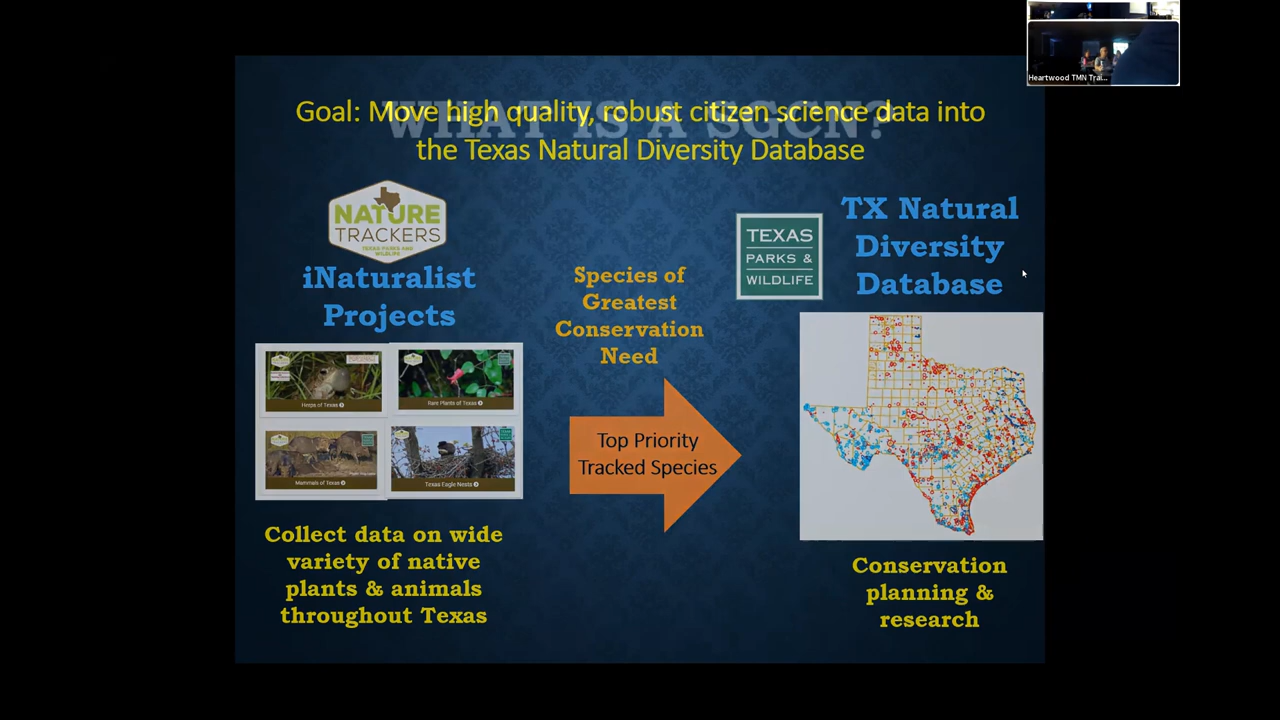 Heartwood TMN Trai...
WHAT IS A SGCN?
Goal: Move high quality, robust citizen science data into
the Texas Natural Diversity Database
NATURE
TRACKERS
TEXAS PARKS AND
WILDLIFE
iNaturalist
Projects
Herps of Texas
Rare Plants of Texas
Mammals of Texas
Texas Eagle Nests
Collect data on wide
variety of native
plants & animals
throughout Texas
Species of
Greatest
Conservation
Need
Top Priority
Tracked Species
TEXAS
PARKS &
WILDLIFE
TX Natural
Diversity
Database
Conservation
planning &
research